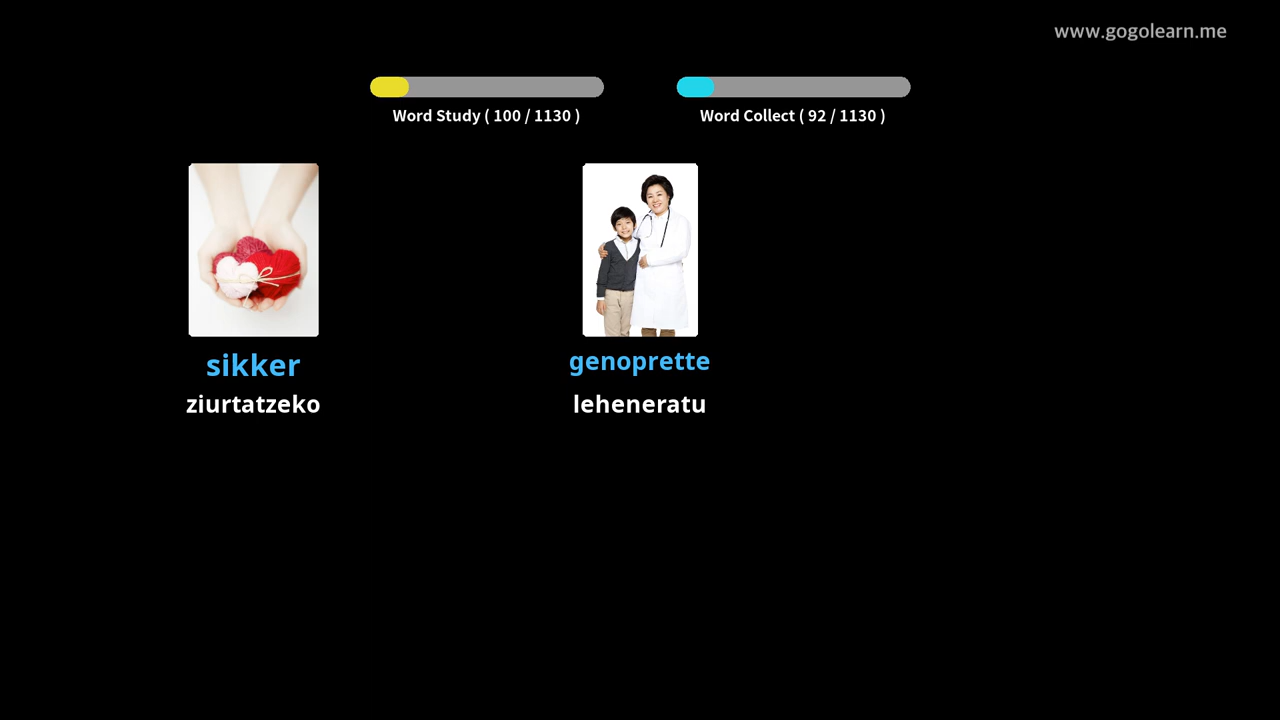 www.gogolearn.me
Word Study ( 100 / 1130 )
Word Collect ( 92 / 1130 )
sikker
ziurtatzeko
genoprette
leheneratu